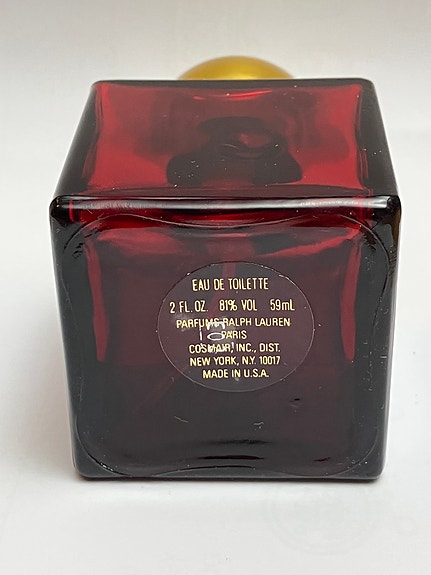 EAU DE TOILETTE
2 FL. OZ. 81% VOL 59mL
PARFUMS RALPH LAUREN
PARIS
COSMAIR, INC., DIST.
NEW YORK, N.Y. 10017
MADE IN U.S.A.